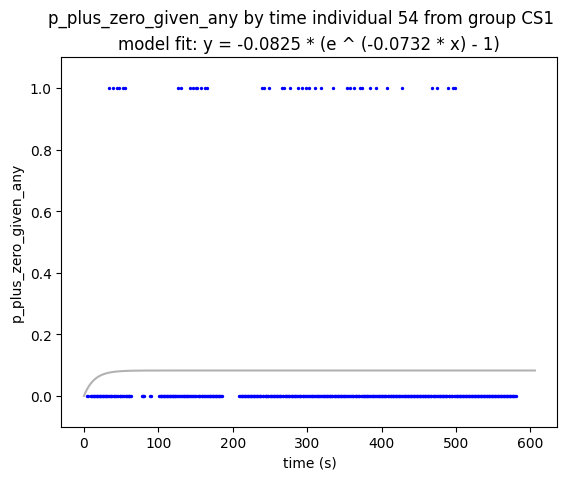 p_plus_zero_given_any by time individual 54 from group CS1
model fit: y = -0.0825 * (e ^ (-0.0732 * x) - 1)
p_plus_zero_given_any
1.0
0.8
0.6
0.4
0.2
0.0
0 100 200 300 400 500 600
time (s)